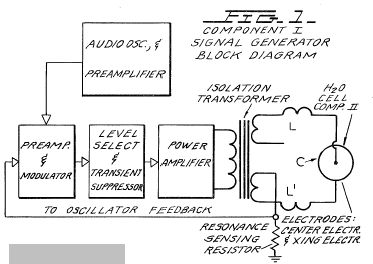 FIG. 1
COMPONENT I
SIGNAL GENERATOR
BLOCK DIAGRAM
AUDIO OSC., &
PREAMPLIFIER
ISOLATION
TRANSFORMER
H2O
CELL
COMP. II
PREAMP.
&
MODULATOR
LEVEL
SELECT
&
TRANSIENT
SUPPRESSOR
POWER
AMPLIFIER
L
C
L'
TO OSCILLATOR FEEDBACK
RESONANCE
SENSING
RESISTOR
ELECTRODES:
CENTER ELECTR.
& XING ELECTR.